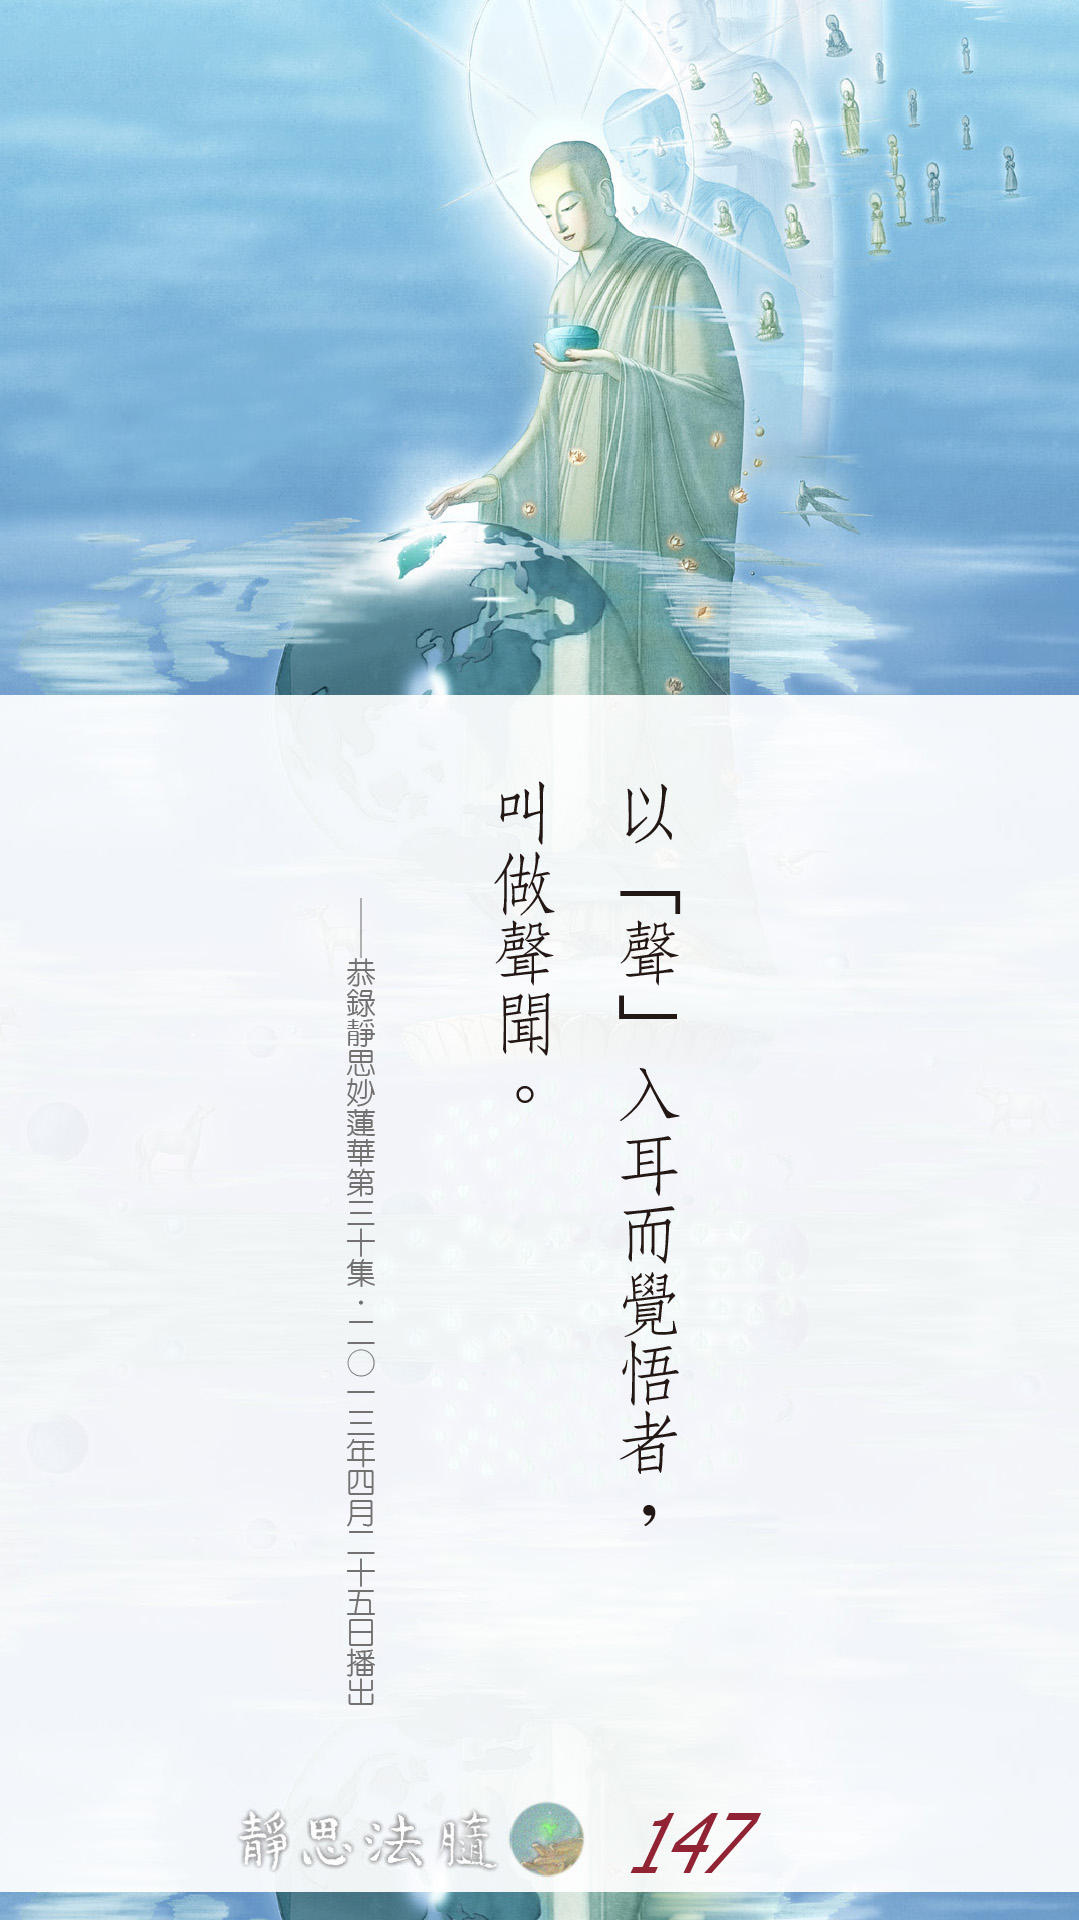 以「聲」入耳而覺悟者，
叫做聲聞。
──恭錄靜思妙蓮華第三十集．二〇一三年四月二十五日播出
靜思法髓
147